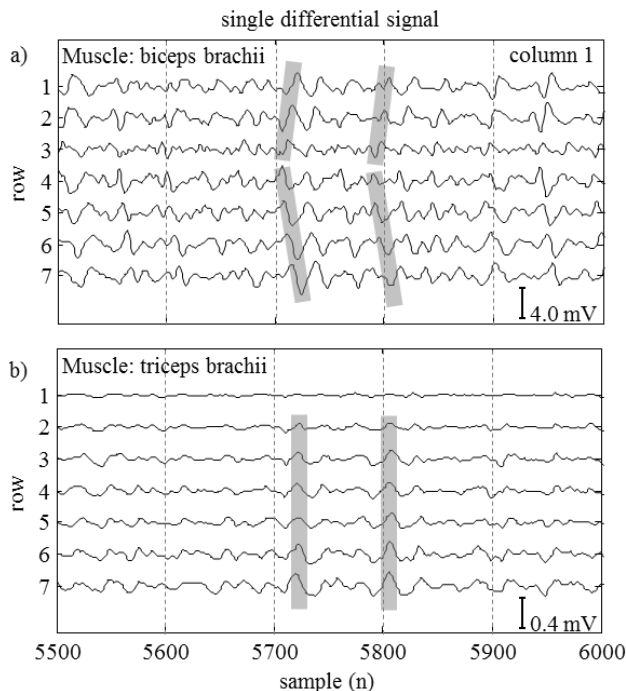 single differential signal
a)
Muscle: biceps brachii
column 1
1
2
3
4
5
6
7
row
4.0 mV
b)
Muscle: triceps brachii
1
2
3
4
5
6
7
row
0.4 mV
5500 5600 5700 5800 5900 6000
sample (n)